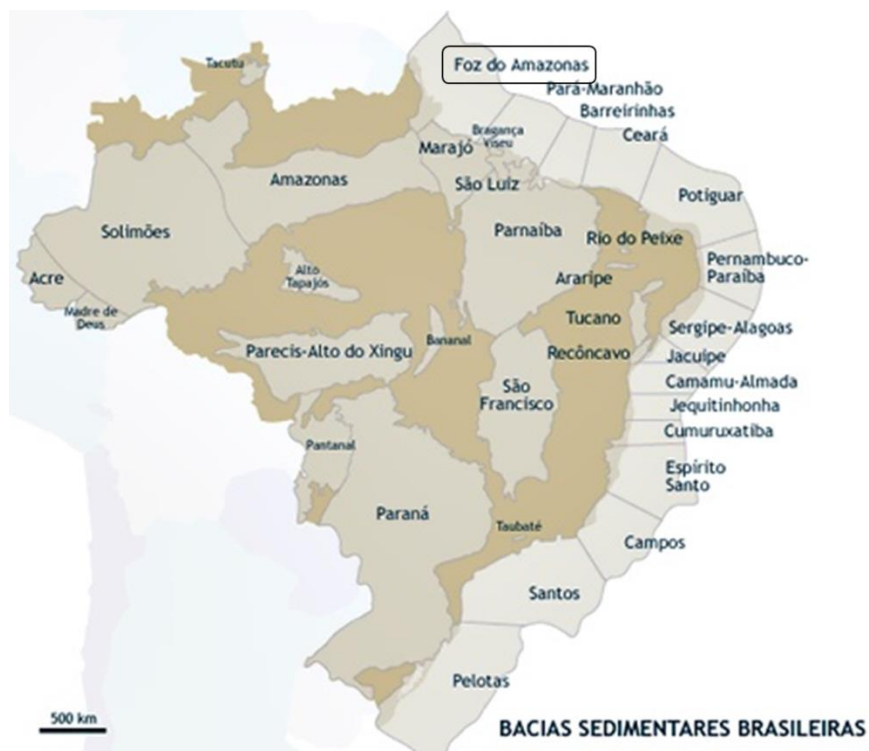 Foz do Amazonas
Tacutu
Pará-Maranhão
Barreirinhas
Bragança
Viseu
Ceará
Marajó
Amazonas
São Luiz
Potiguar
Solimões
Parnaíba
Rio do Peixe
Pernambuco-
Paraíba
Acre
Alto
Tapajós
Araripe
Madre de
Deus
Tucano
Sergipe-Alagoas
Parecis-Alto do Xingu
Bananal
Recôncavo
Jacuípe
São
Francisco
Camamu-Almada
Jequitinhonha
Cumuruxatiba
Pantanal
Espírito
Santo
Paraná
Taubaté
Campos
Santos
Pelotas
500 km
BACIAS SEDIMENTARES BRASILEIRAS